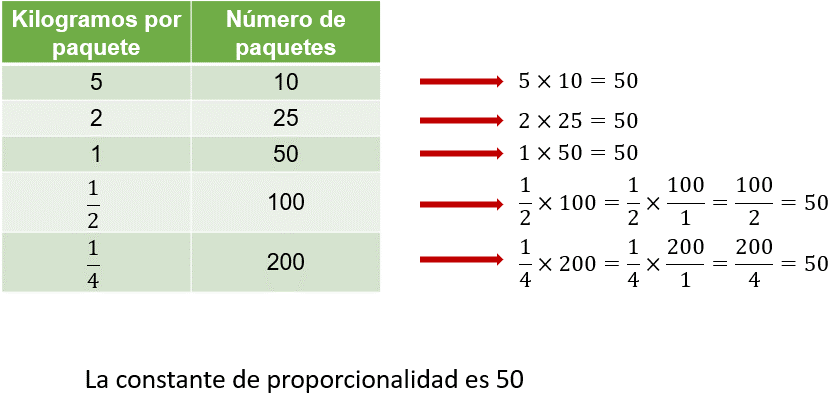 Kilogramos por paquete Número de paquetes
5 10 5 × 10 = 50
2 25 2 × 25 = 50
1 50 1 × 50 = 50
1/2 100 1/2 × 100 = 1/2 × 100/1 = 100/2 = 50
1/4 200 1/4 × 200 = 1/4 × 200/1 = 200/4 = 50
La constante de proporcionalidad es 50